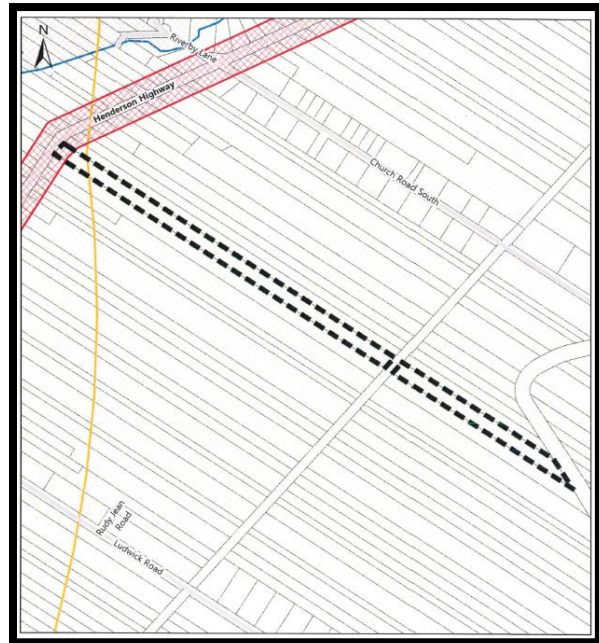 N
Riverby Lane
Henderson Highway
Church Road South
Rudy Jean
Road
Ludwick Road